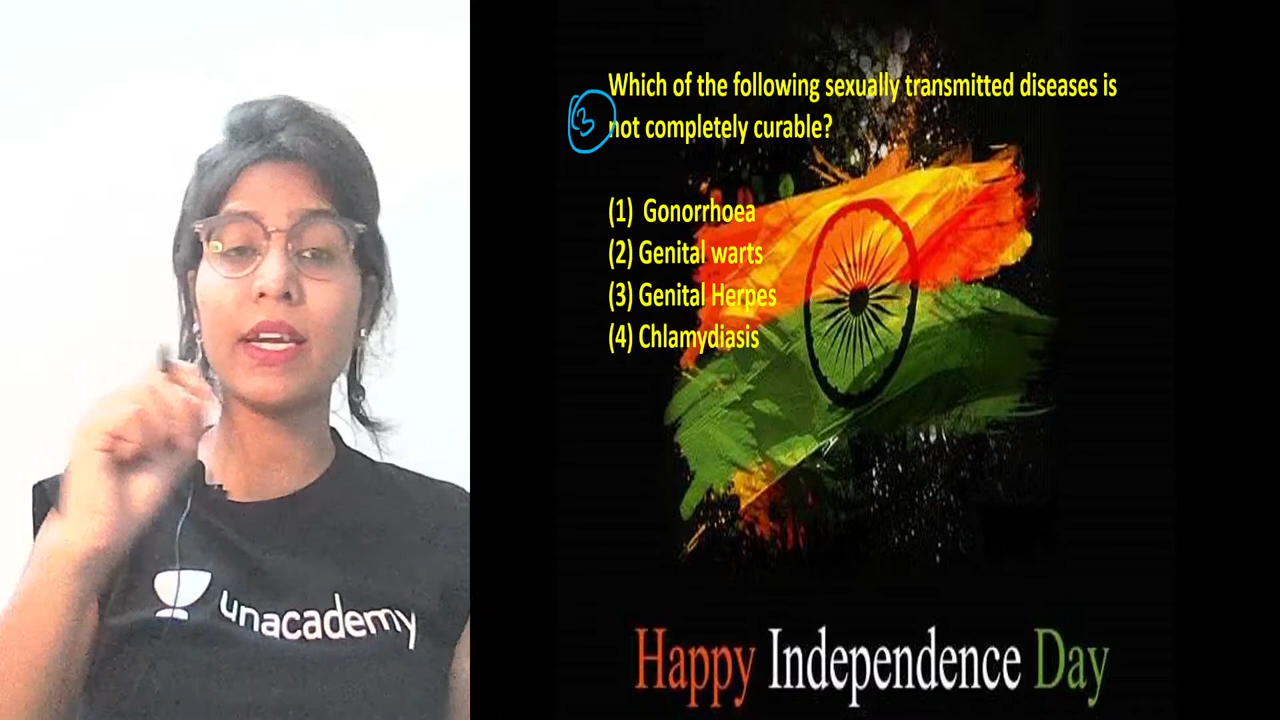 Which of the following sexually transmitted diseases is
3
not completely curable?
(1) Gonorrhoea
(2) Genital warts
(3) Genital Herpes
(4) Chlamydiasis
unacademy
Happy Independence Day